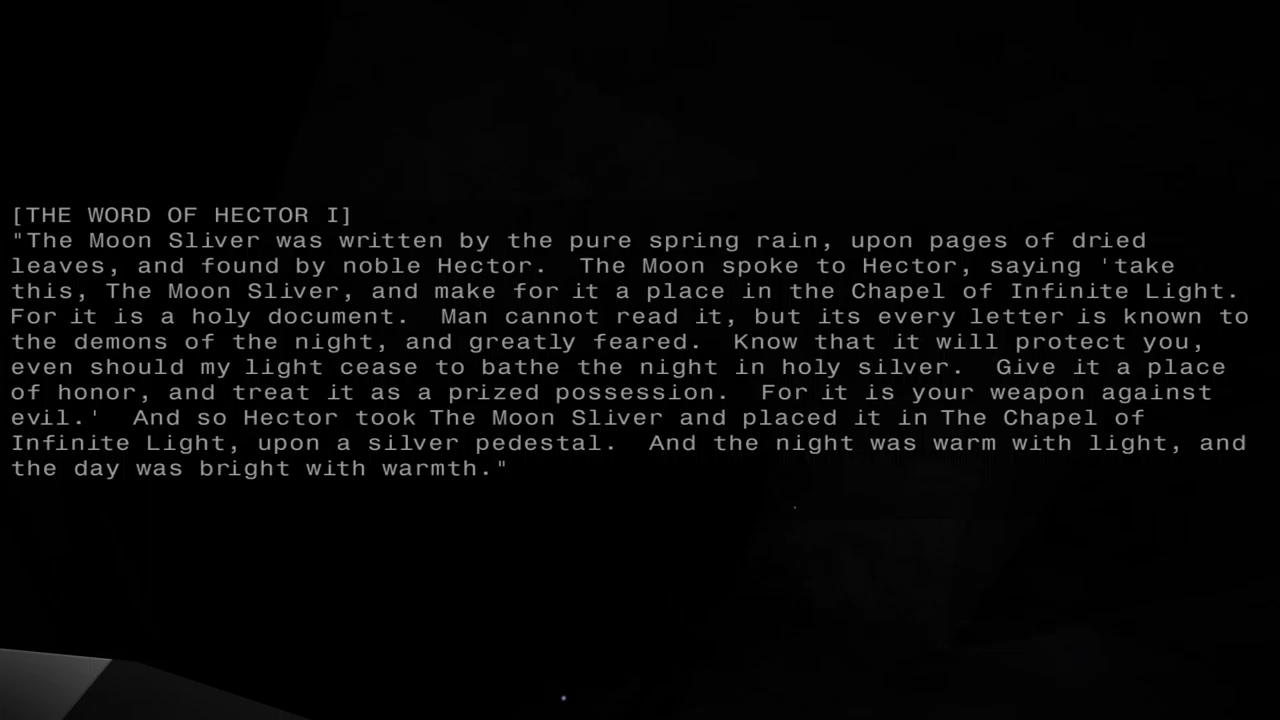 [THE WORD OF HECTOR I]
"The Moon Sliver was written by the pure spring rain, upon pages of dried
leaves, and found by noble Hector.  The Moon spoke to Hector, saying 'take
this, The Moon Sliver, and make for it a place in the Chapel of Infinite Light.
For it is a holy document.  Man cannot read it, but its every letter is known to
the demons of the night, and greatly feared.  Know that it will protect you,
even should my light cease to bathe the night in holy silver.  Give it a place
of honor, and treat it as a prized possession.  For it is your weapon against
evil.'  And so Hector took The Moon Sliver and placed it in The Chapel of
Infinite Light, upon a silver pedestal.  And the night was warm with light, and
the day was bright with warmth."